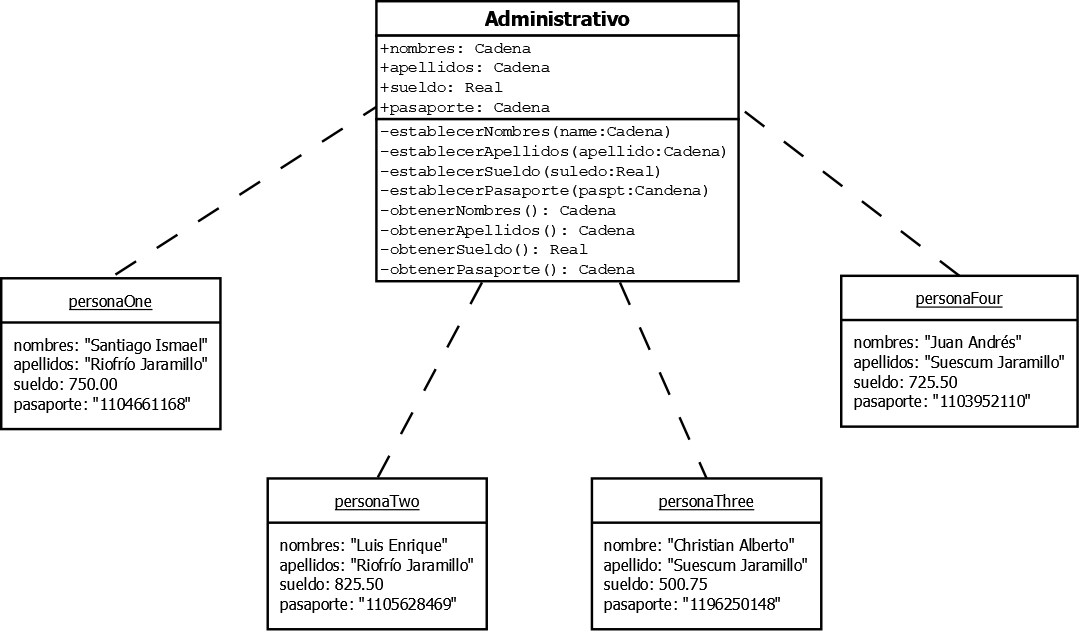 Administrativo
+nombres: Cadena
+apellidos: Cadena
+sueldo: Real
+pasaporte: Cadena
-establecerNombres(name:Cadena)
-establecerApellidos(apellido:Cadena)
-establecerSueldo(suledo:Real)
-establecerPasaporte(paspt:Candena)
-obtenerNombres(): Cadena
-obtenerApellidos(): Cadena
-obtenerSueldo(): Real
-obtenerPasaporte(): Cadena
personaOne
nombres: "Santiago Ismael"
apellidos: "Riofrío Jaramillo"
sueldo: 750.00
pasaporte: "1104661168"
personaFour
nombres: "Juan Andrés"
apellidos: "Suescum Jaramillo"
sueldo: 725.50
pasaporte: "1103952110"
personaTwo
nombres: "Luis Enrique"
apellidos: "Riofrío Jaramillo"
sueldo: 825.50
pasaporte: "1105628469"
personaThree
nombre: "Christian Alberto"
apellido: "Suescum Jaramillo"
sueldo: 500.75
pasaporte: "1196250148"